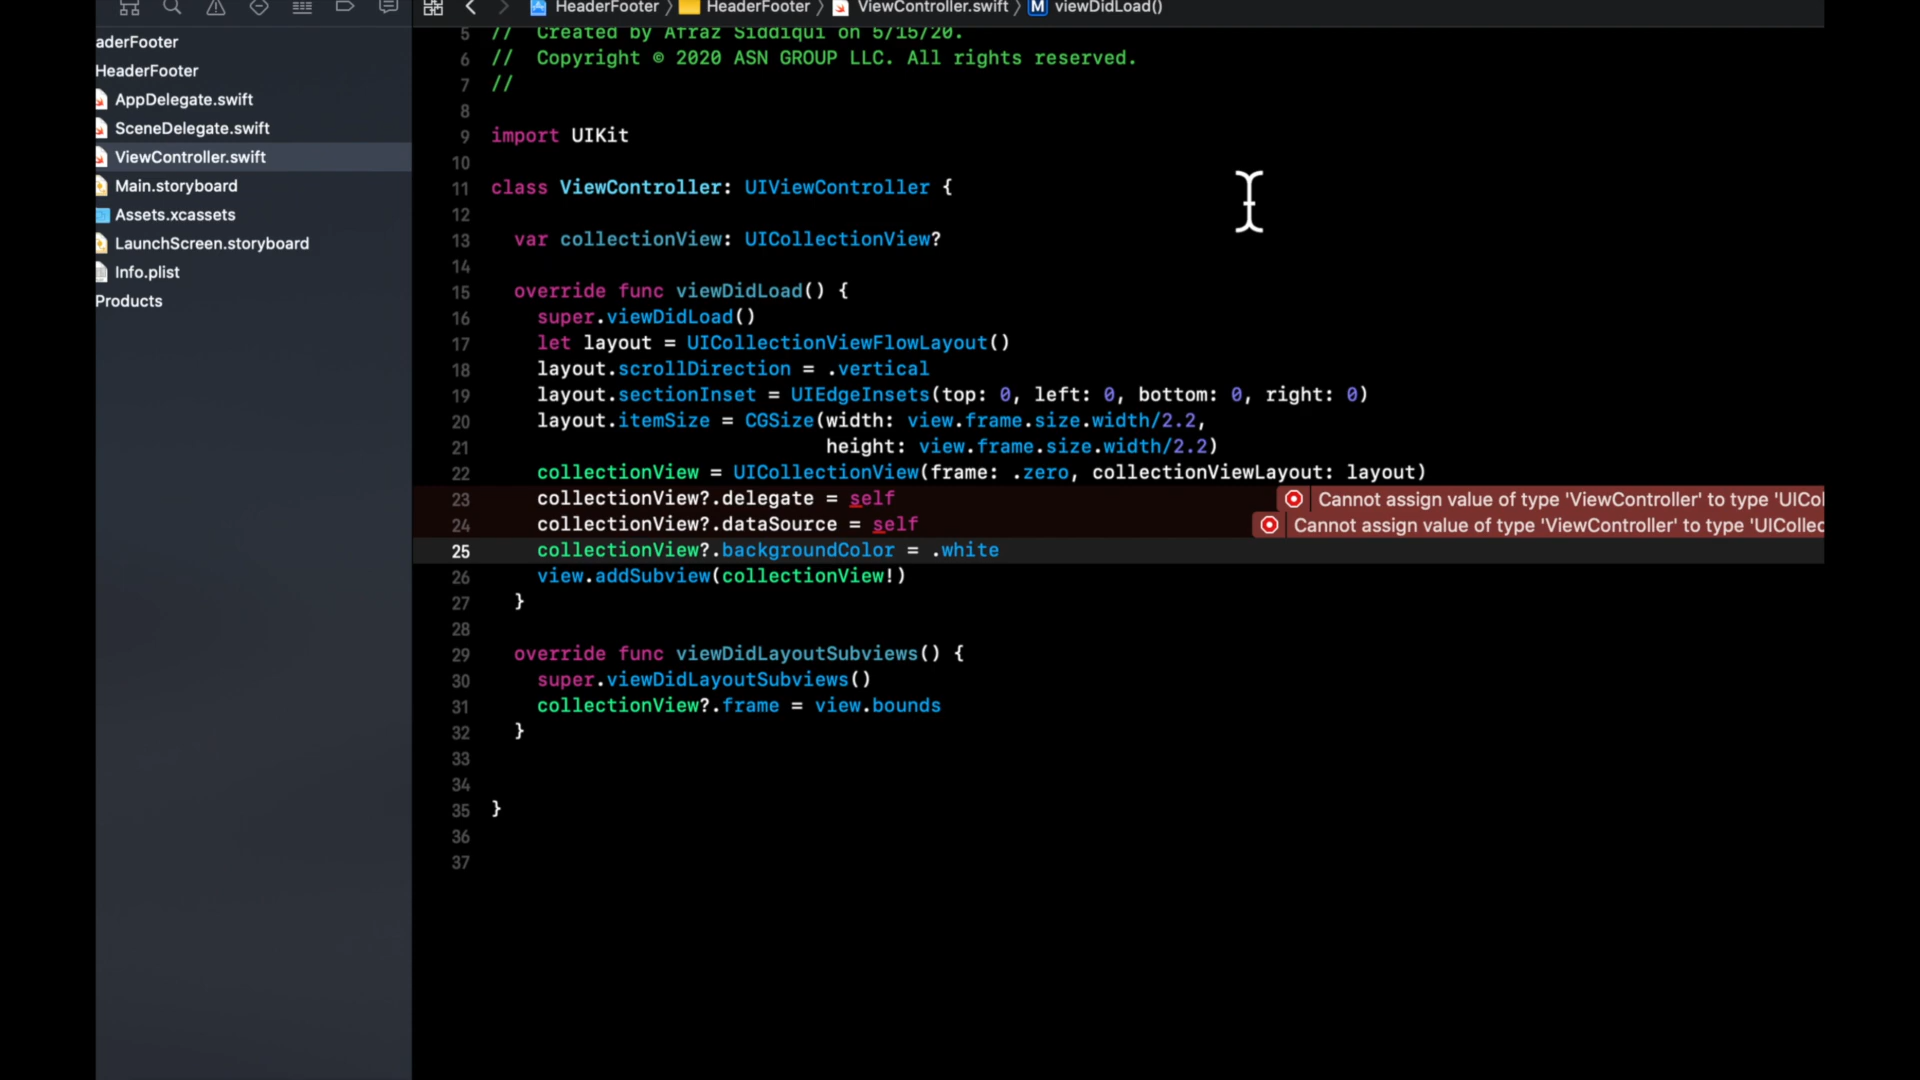 HeaderFooter HeaderFooter ViewController.swift M viewDidLoad()
aderFooter
HeaderFooter
AppDelegate.swift
SceneDelegate.swift
ViewController.swift
Main.storyboard
Assets.xcassets
LaunchScreen.storyboard
Info.plist
Products
5 // Created by Afraz Siddiqui on 5/15/20.
6 // Copyright © 2020 ASN GROUP LLC. All rights reserved.
7 //
8
9 import UIKit
10
11 class ViewController: UIViewController {
12
13 var collectionView: UICollectionView?
14
15 override func viewDidLoad() {
16 super.viewDidLoad()
17 let layout = UICollectionViewFlowLayout()
18 layout.scrollDirection = .vertical
19 layout.sectionInset = UIEdgeInsets(top: 0, left: 0, bottom: 0, right: 0)
20 layout.itemSize = CGSize(width: view.frame.size.width/2.2,
21 height: view.frame.size.width/2.2)
22 collectionView = UICollectionView(frame: .zero, collectionViewLayout: layout)
23 collectionView?.delegate = self Cannot assign value of type 'ViewController' to type 'UICol
24 collectionView?.dataSource = self Cannot assign value of type 'ViewController' to type 'UICollec
25 collectionView?.backgroundColor = .white
26 view.addSubview(collectionView!)
27 }
28
29 override func viewDidLayoutSubviews() {
30 super.viewDidLayoutSubviews()
31 collectionView?.frame = view.bounds
32 }
33
34
35 }
36
37